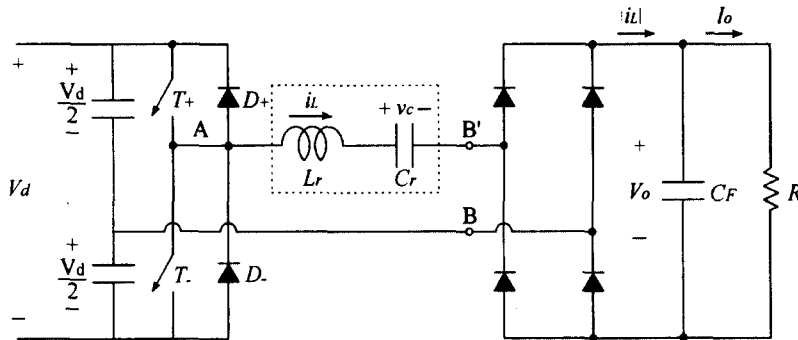 |iL| Io
+ + T+ D+ iL + vc − B' +
Vd/2
−
A
Lr Cr
Vd Vo CF R
B
+ −
Vd/2
T- D-
− −